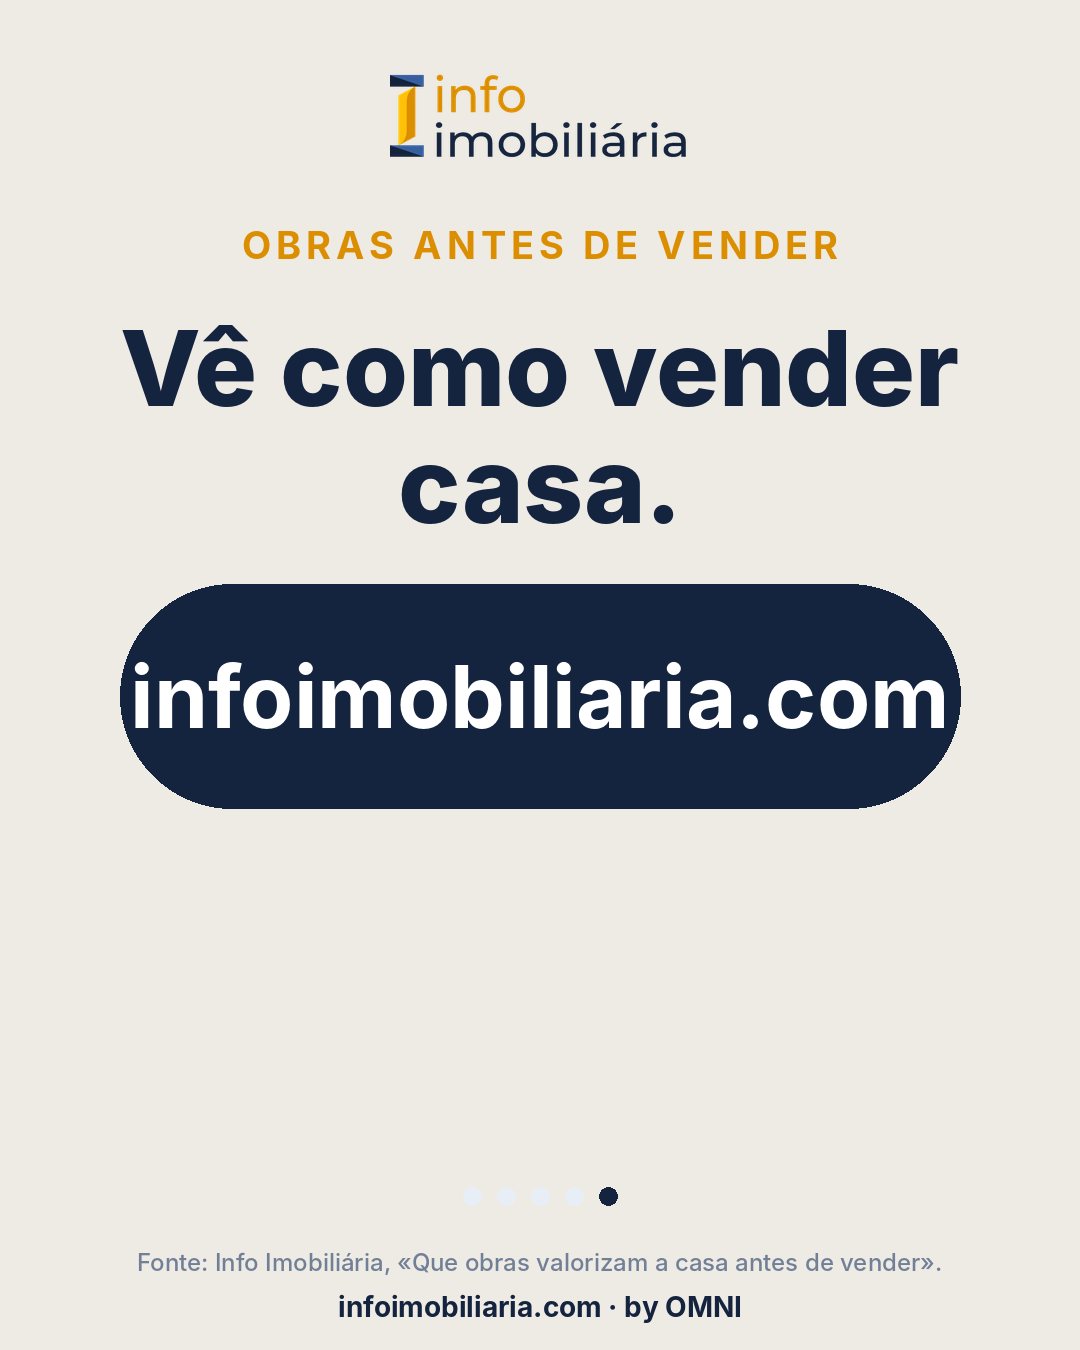 info
imobiliária
OBRAS ANTES DE VENDER
Vê como vender
casa.
infoimobiliaria.com
Fonte: Info Imobiliária, «Que obras valorizam a casa antes de vender».
infoimobiliaria.com · by OMNI